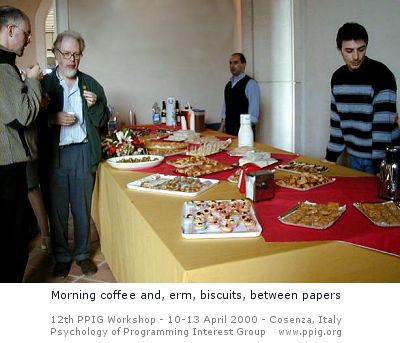 Morning coffee and, erm, biscuits, between papers
12th PPIG Workshop - 10-13 April 2000 - Cosenza, Italy
Psychology of Programming Interest Group www.ppig.org